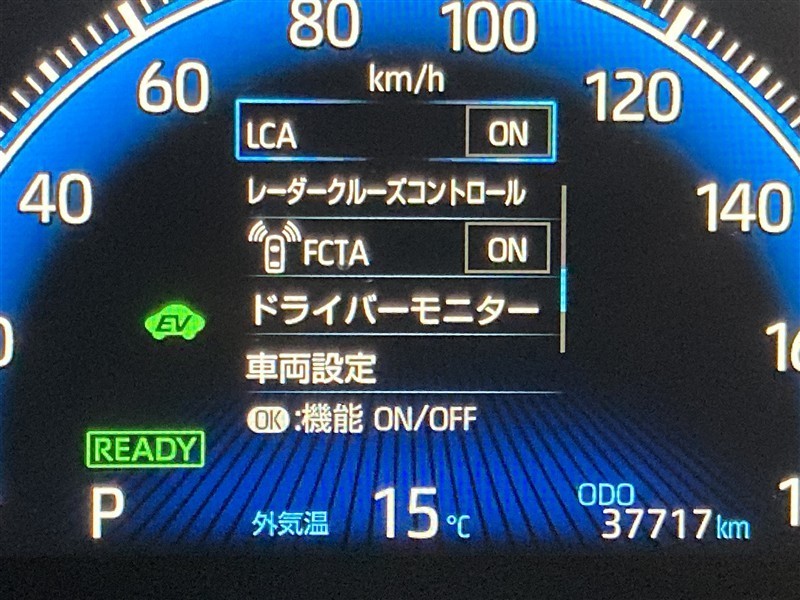 80
100
60
km/h
120
LCA ON
40
レーダークルーズコントロール
140
FCTA ON
EV
ドライバーモニター
車両設定
OK:機能 ON/OFF
READY
P
外気温 15℃
ODO
37717km